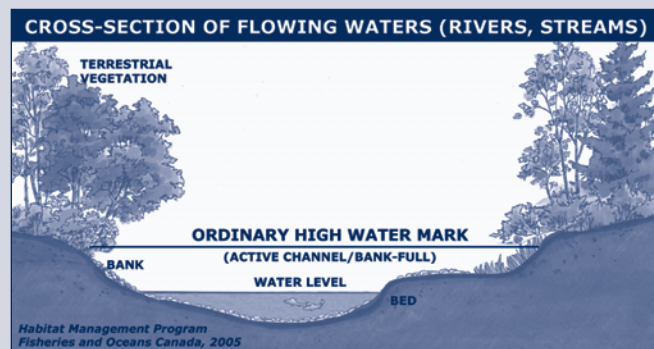 CROSS-SECTION OF FLOWING WATERS (RIVERS, STREAMS)
TERRESTRIAL
VEGETATION
ORDINARY HIGH WATER MARK
(ACTIVE CHANNEL/BANK-FULL)
BANK
WATER LEVEL
BED
Habitat Management Program
Fisheries and Oceans Canada, 2005